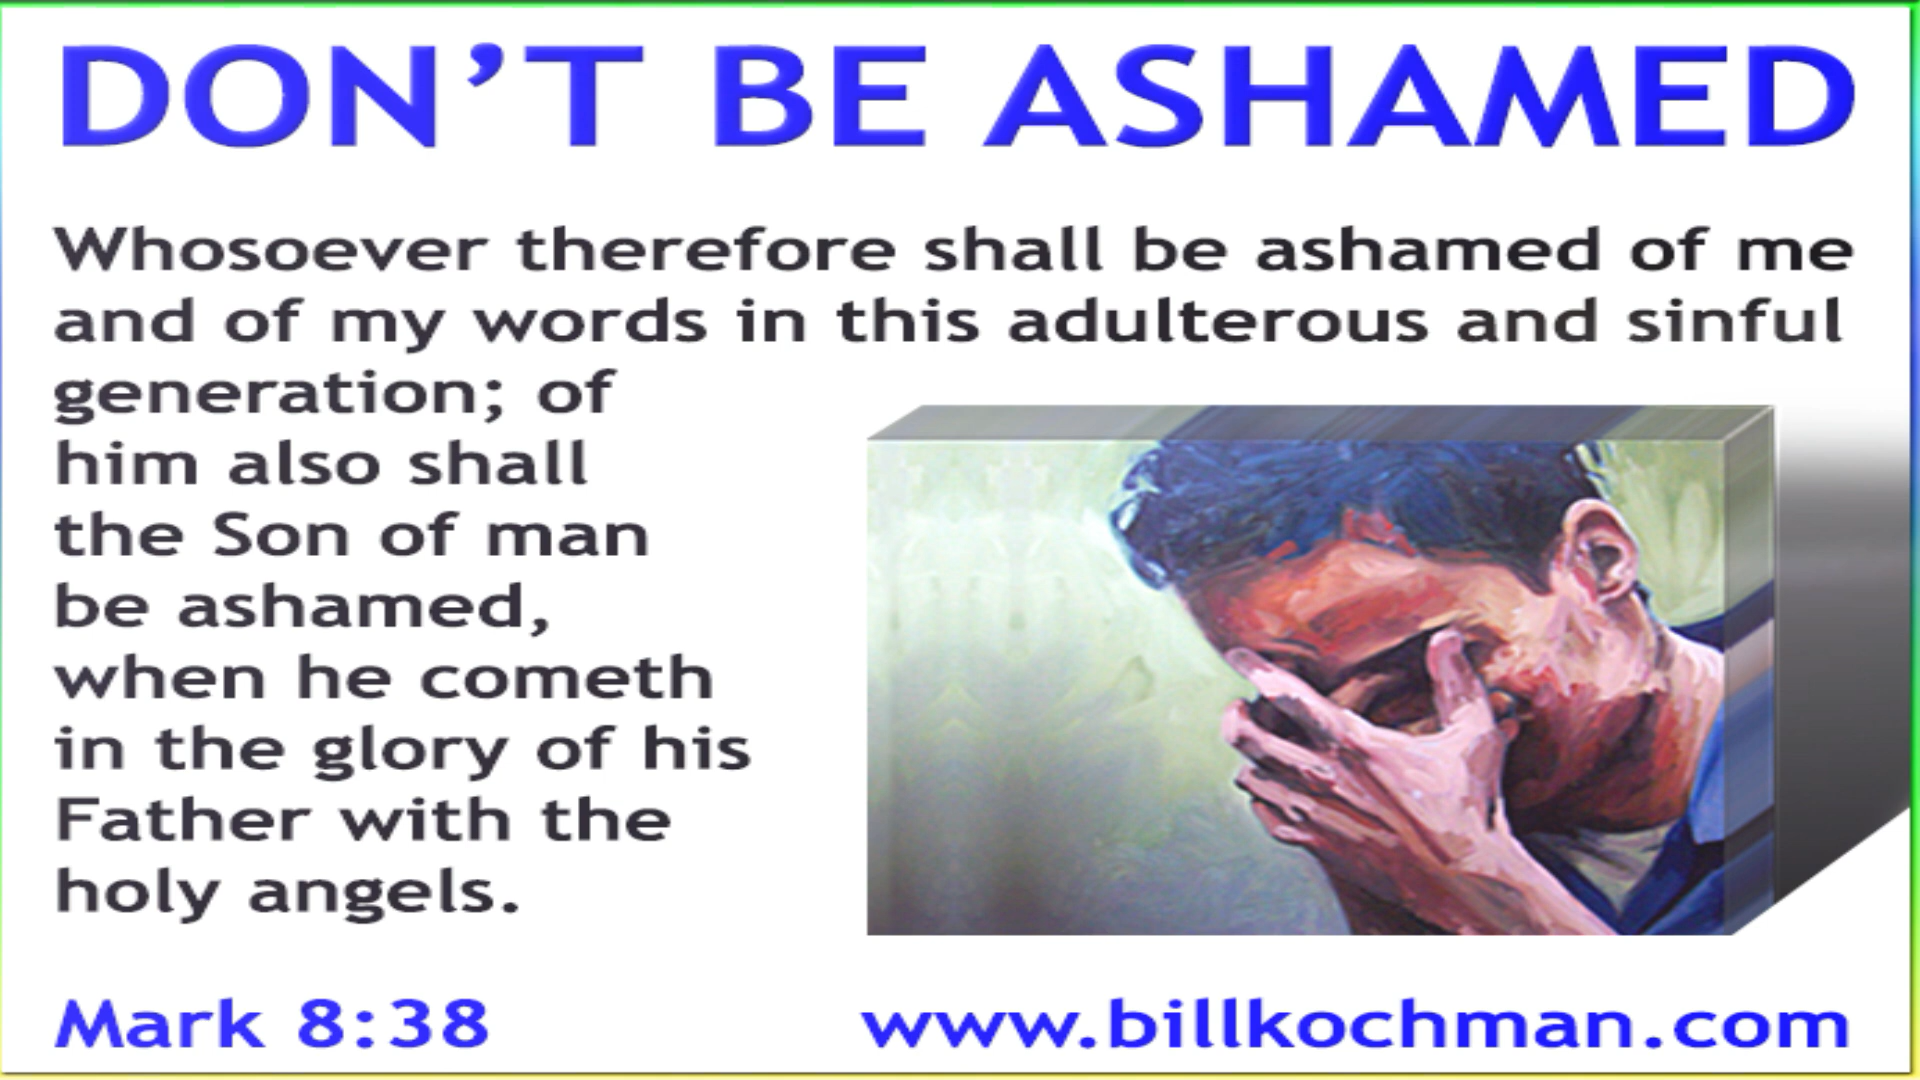 DON'T BE ASHAMED
Whosoever therefore shall be ashamed of me
and of my words in this adulterous and sinful
generation; of
him also shall
the Son of man
be ashamed,
when he cometh
in the glory of his
Father with the
holy angels.
Mark 8:38
www.billkochman.com